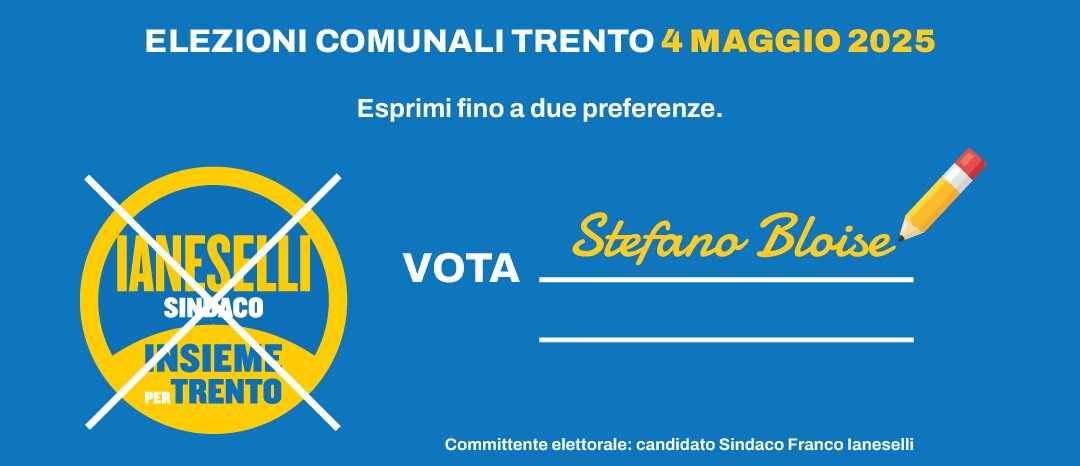 ELEZIONI COMUNALI TRENTO 4 MAGGIO 2025
Esprimi fino a due preferenze.
IANESELLI
SINDACO
INSIEME
PER TRENTO
VOTA Stefano Bloise
Committente elettorale: candidato Sindaco Franco Ianeselli